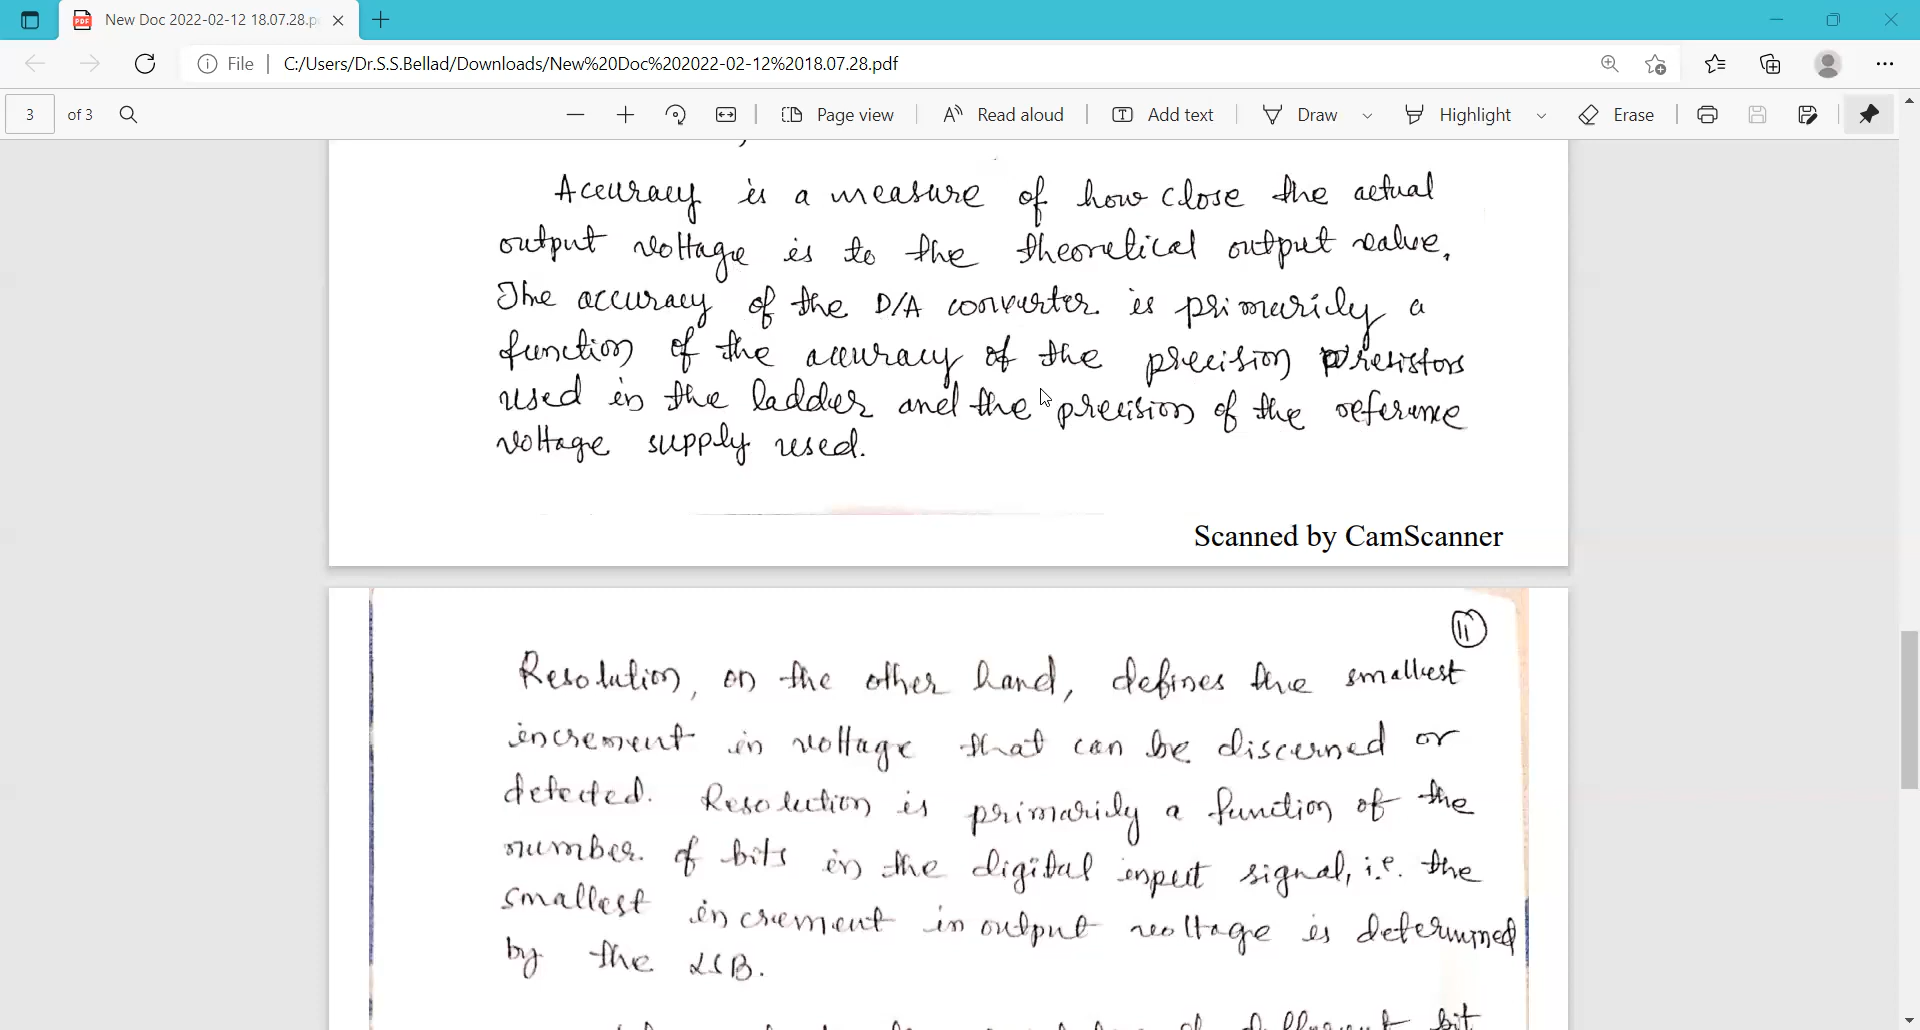 New Doc 2022-02-12 18.07.28.p
File C:/Users/Dr.S.S.Bellad/Downloads/New%20Doc%202022-02-12%2018.07.28.pdf
3 of 3 Page view Read aloud Add text Draw Highlight Erase
Accuracy is a measure of how close the actual
output voltage is to the theoretical output value.
The accuracy of the D/A converter is primarily a
function of the accuracy of the precision resistors
used in the ladder and the precision of the reference
voltage supply used.
Scanned by CamScanner
11
Resolution, on the other hand, defines the smallest
increment in voltage that can be discerned or
detected. Resolution is primarily a function of the
number of bits in the digital input signal, i.e. the
smallest increment in output voltage is determined
by the LSB.
of different bit